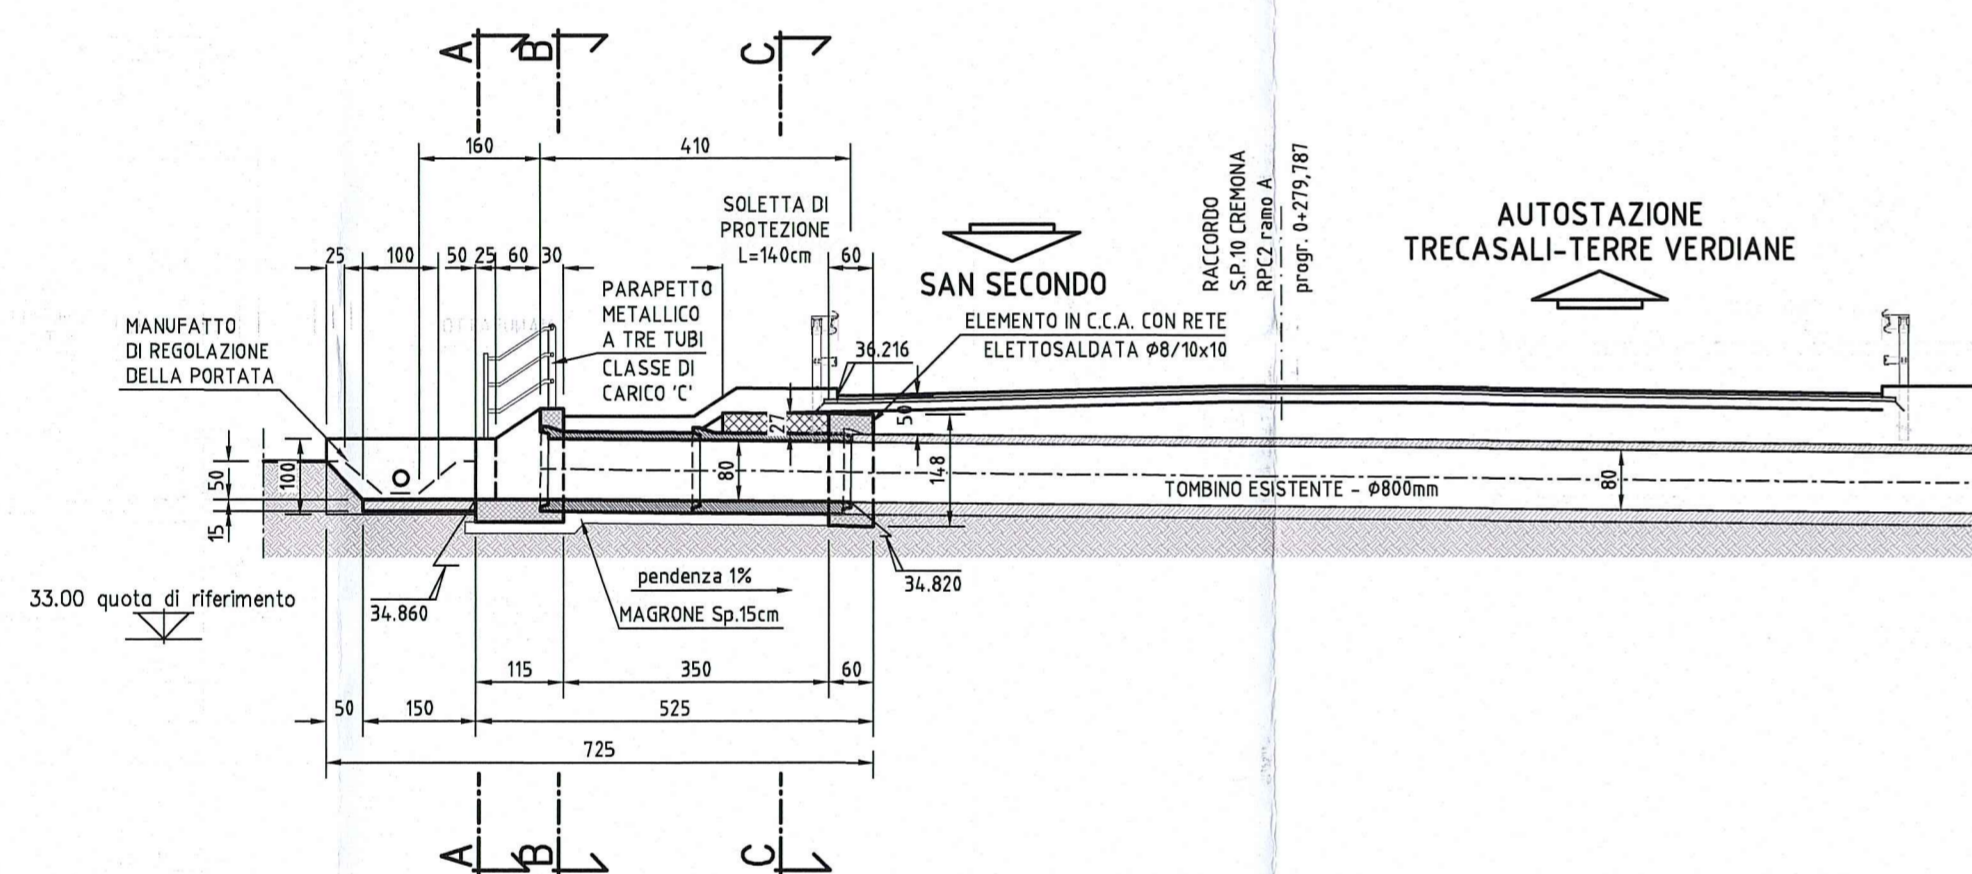 A
B
C
160
410
SOLETTA DI
PROTEZIONE
L=140cm
25
100
50
25
60
30
60
RACCORDO
S.P.10 CREMONA
RPC2 ramo A
progr. 0+279,787
AUTOSTAZIONE
TRECASALI-TERRE VERDIANE
SAN SECONDO
PARAPETTO
METALLICO
A TRE TUBI
CLASSE DI
CARICO 'C'
MANUFATTO
DI REGOLAZIONE
DELLA PORTATA
ELEMENTO IN C.C.A. CON RETE
ELETTOSALDATA Φ8/10x10
36.216
27
50
50
100
15
80
148
TOMBINO ESISTENTE - Φ800mm
80
33.00 quota di riferimento
34.860
pendenza 1%
MAGRONE Sp.15cm
34.820
115
350
60
50
150
525
725
A
B
C